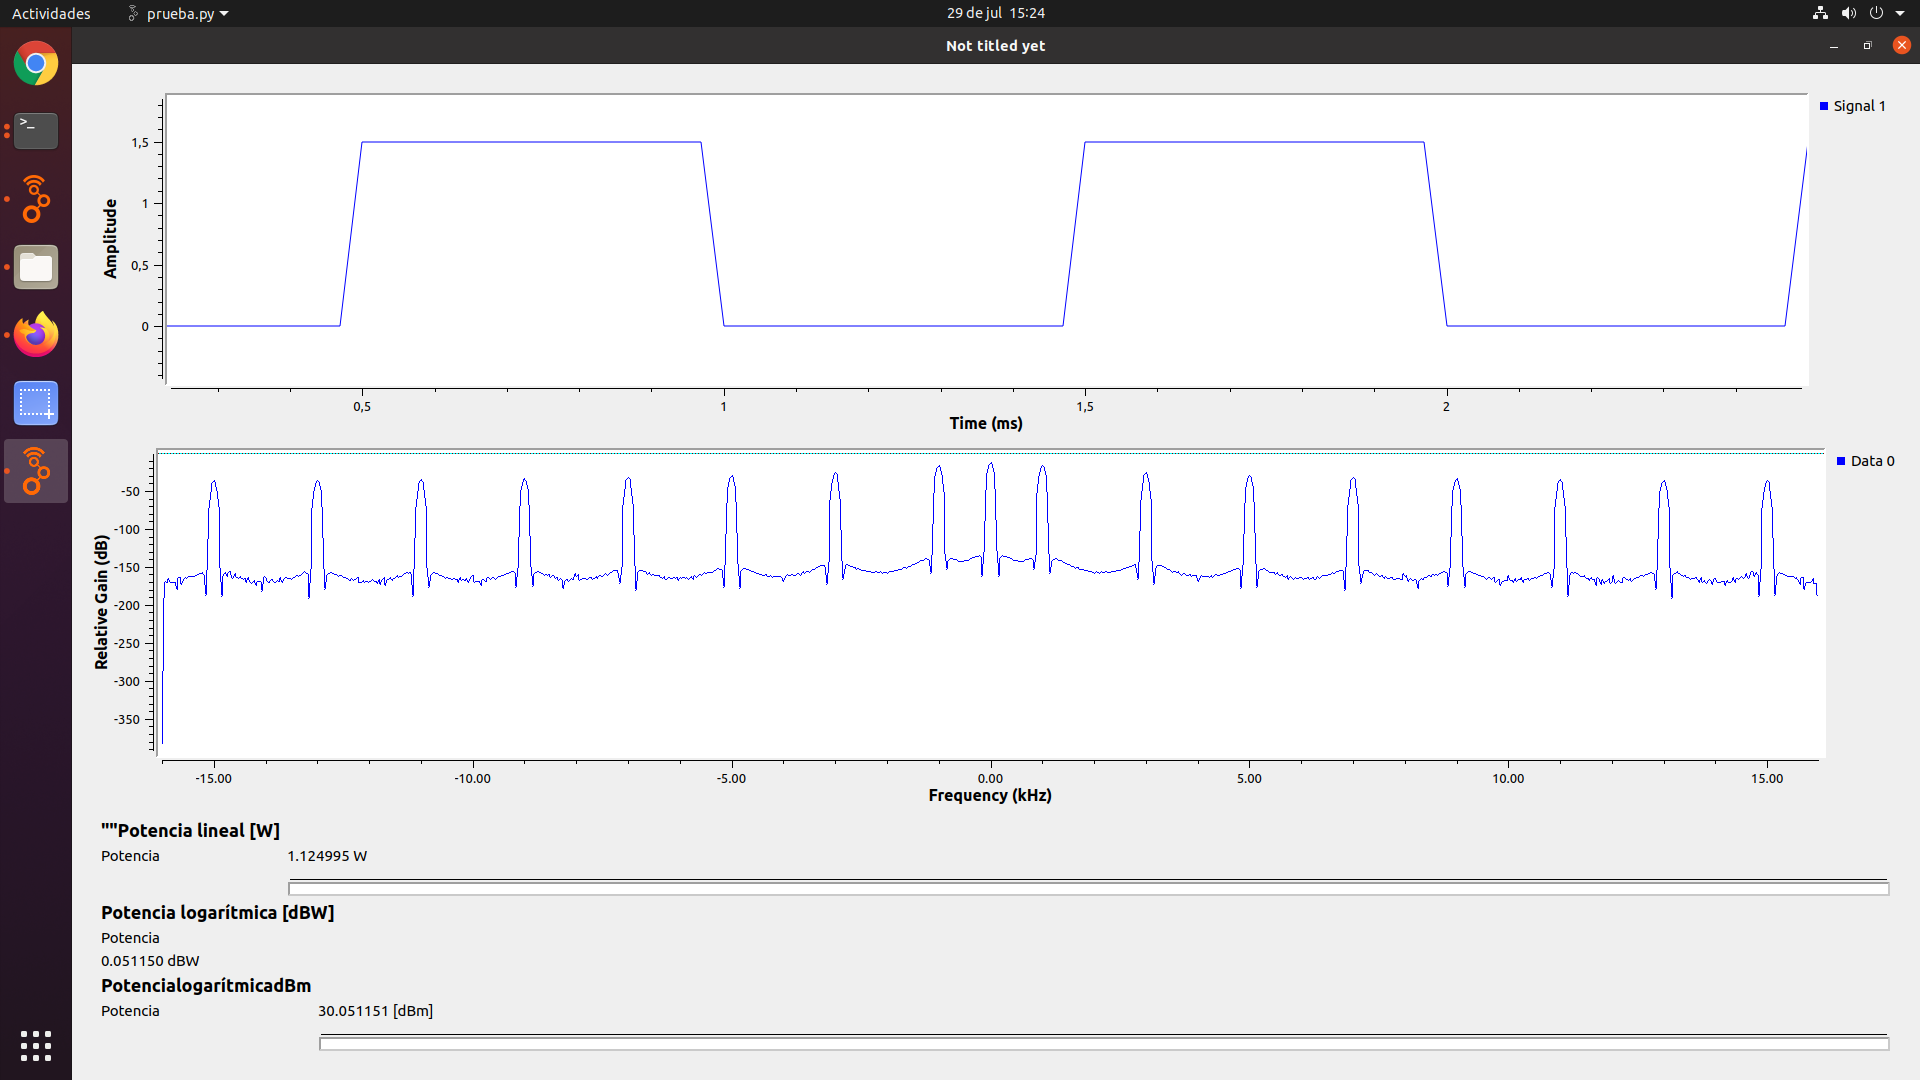 Actividades prueba.py 29 de jul 15:24
Not titled yet
Signal 1
Amplitude
1,5
1
0,5
0
0,5 1 1,5 2
Time (ms)
Data 0
Relative Gain (dB)
-50
-100
-150
-200
-250
-300
-350
-15.00 -10.00 -5.00 0.00 5.00 10.00 15.00
Frequency (kHz)
""Potencia lineal [W]
Potencia 1.124995 W
Potencia logarítmica [dBW]
Potencia
0.051150 dBW
PotencialogarítmicadBm
Potencia 30.051151 [dBm]